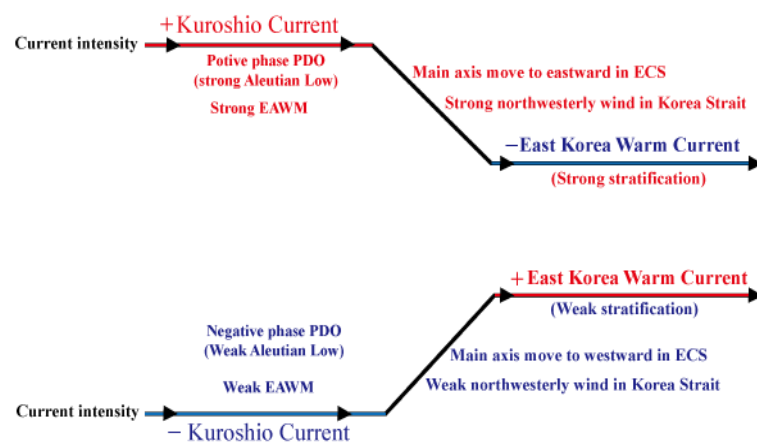 +Kuroshio Current
Current intensity
Potive phase PDO
(strong Aleutian Low)
Strong EAWM
Main axis move to eastward in ECS
Strong northwesterly wind in Korea Strait
−East Korea Warm Current
(Strong stratification)
+East Korea Warm Current
(Weak stratification)
Negative phase PDO
(Weak Aleutian Low)
Weak EAWM
Main axis move to westward in ECS
Weak northwesterly wind in Korea Strait
Current intensity
− Kuroshio Current